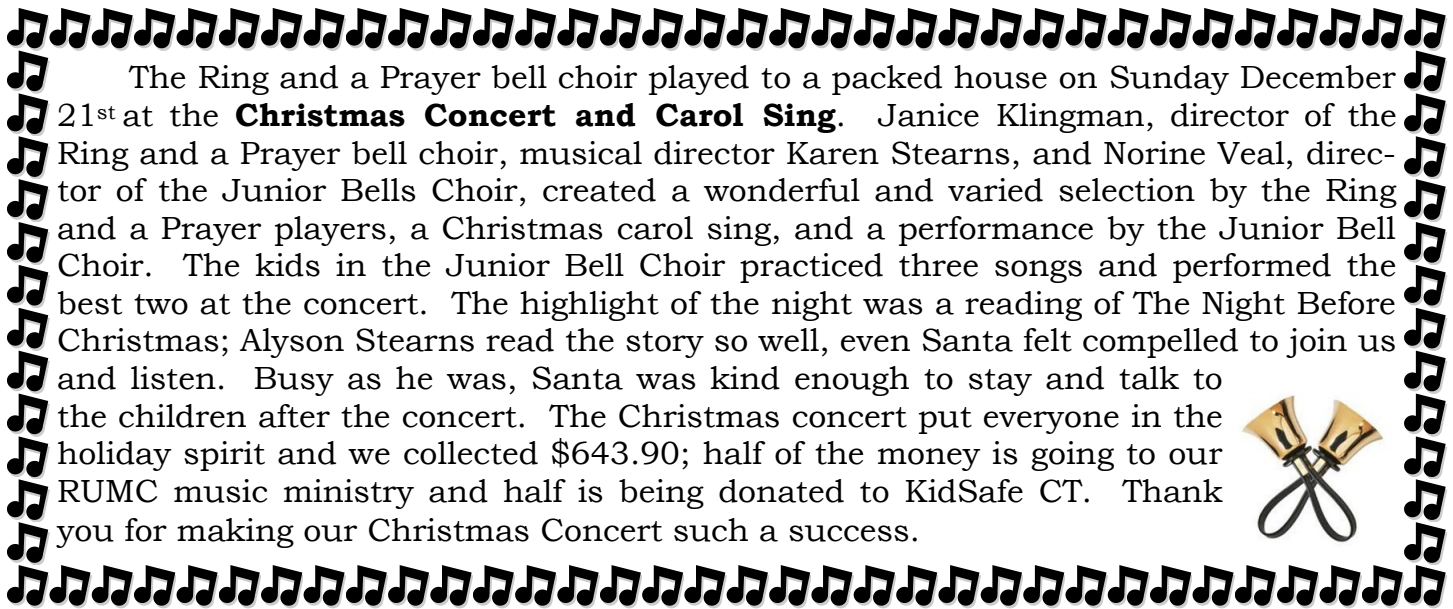 The Ring and a Prayer bell choir played to a packed house on Sunday December
21st at the Christmas Concert and Carol Sing. Janice Klingman, director of the
Ring and a Prayer bell choir, musical director Karen Stearns, and Norine Veal, direc-
tor of the Junior Bells Choir, created a wonderful and varied selection by the Ring
and a Prayer players, a Christmas carol sing, and a performance by the Junior Bell
Choir. The kids in the Junior Bell Choir practiced three songs and performed the
best two at the concert. The highlight of the night was a reading of The Night Before
Christmas; Alyson Stearns read the story so well, even Santa felt compelled to join us
and listen. Busy as he was, Santa was kind enough to stay and talk to
the children after the concert. The Christmas concert put everyone in the
holiday spirit and we collected $643.90; half of the money is going to our
RUMC music ministry and half is being donated to KidSafe CT. Thank
you for making our Christmas Concert such a success.